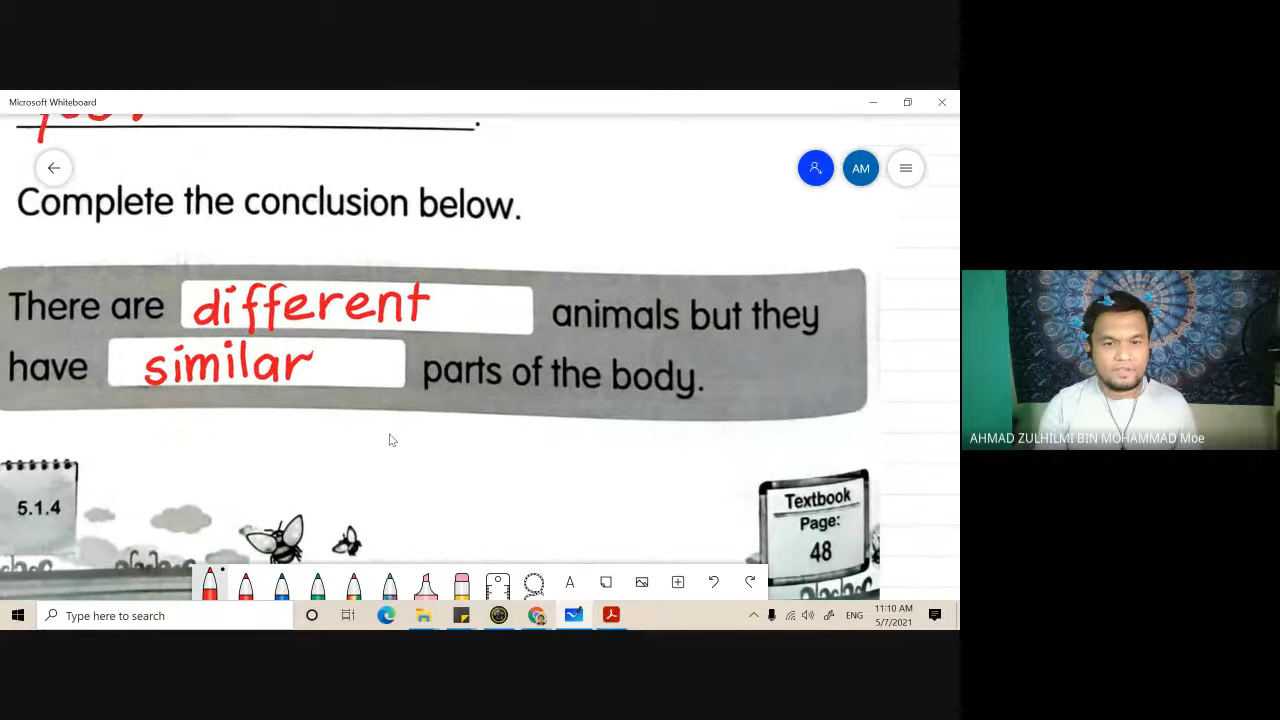 Microsoft Whiteboard
yes.
AM
Complete the conclusion below.
There are different animals but they
have similar parts of the body.
5.1.4
Textbook
Page:
48
A
AHMAD ZULHILMI BIN MOHAMMAD Moe
Type here to search
ENG
11:10 AM
5/7/2021